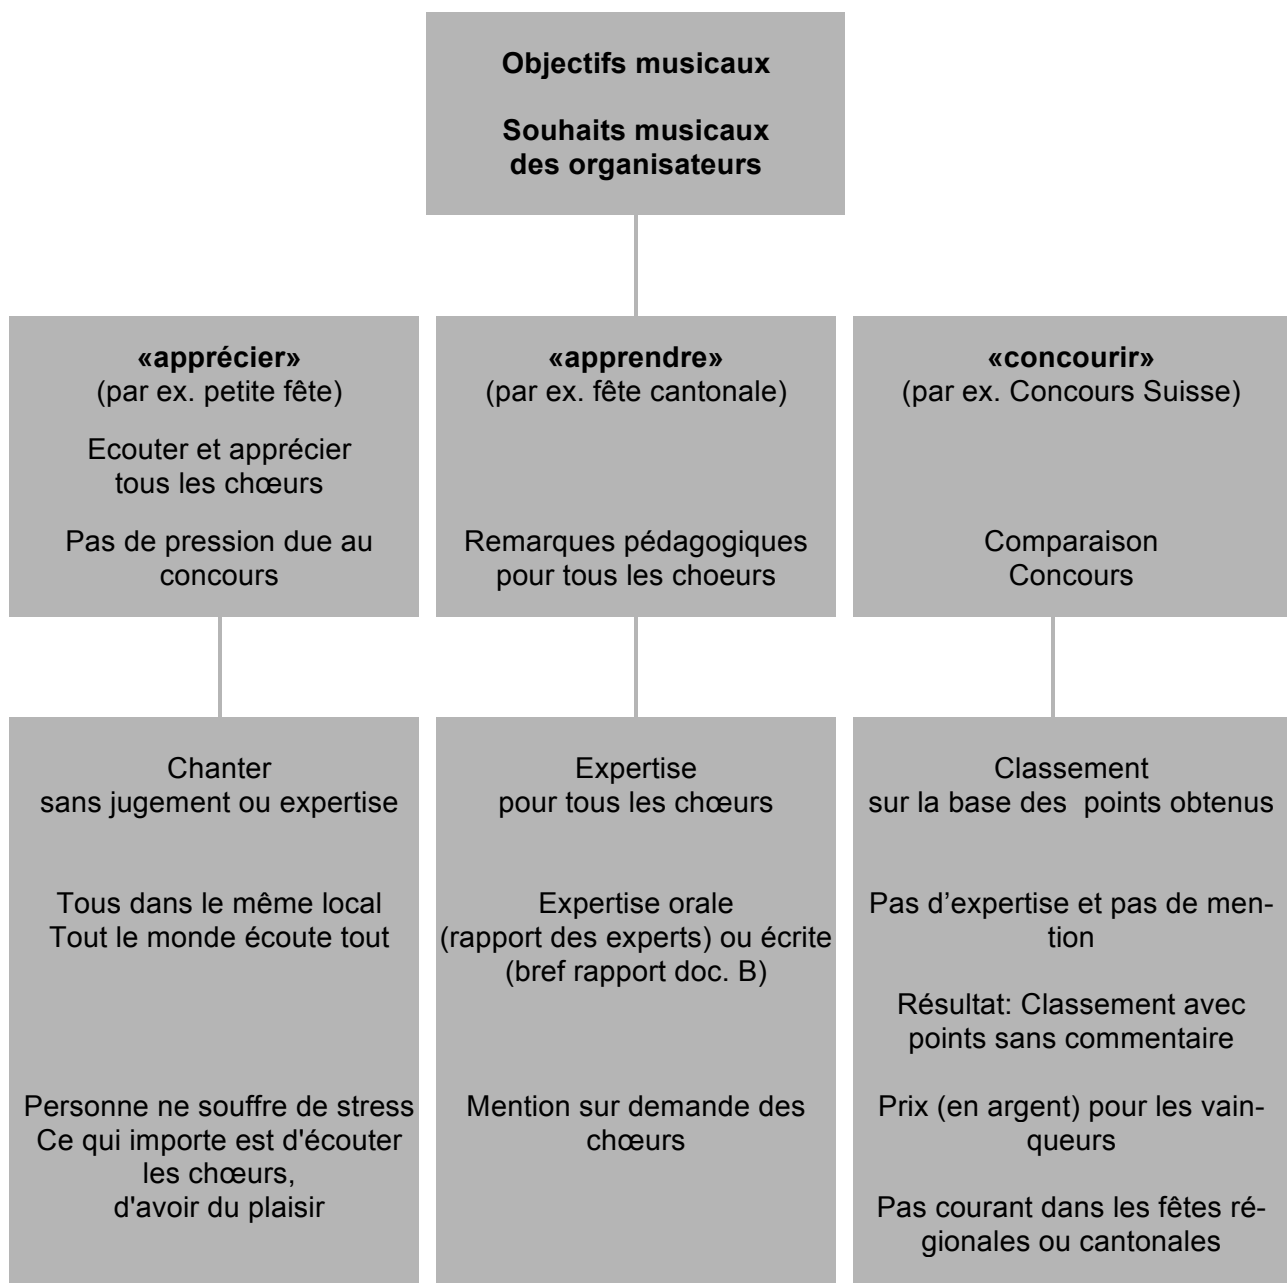 Objectifs musicaux
Souhaits musicaux
des organisateurs
«apprécier»
(par ex. petite fête)
Ecouter et apprécier
tous les chœurs
Pas de pression due au
concours
«apprendre»
(par ex. fête cantonale)
Remarques pédagogiques
pour tous les choeurs
«concourir»
(par ex. Concours Suisse)
Comparaison
Concours
Chanter
sans jugement ou expertise
Tous dans le même local
Tout le monde écoute tout
Personne ne souffre de stress
Ce qui importe est d'écouter
les chœurs,
d'avoir du plaisir
Expertise
pour tous les chœurs
Expertise orale
(rapport des experts) ou écrite
(bref rapport doc. B)
Mention sur demande des
chœurs
Classement
sur la base des  points obtenus
Pas d’expertise et pas de men-
tion
Résultat: Classement avec
points sans commentaire
Prix (en argent) pour les vain-
queurs
Pas courant dans les fêtes ré-
gionales ou cantonales